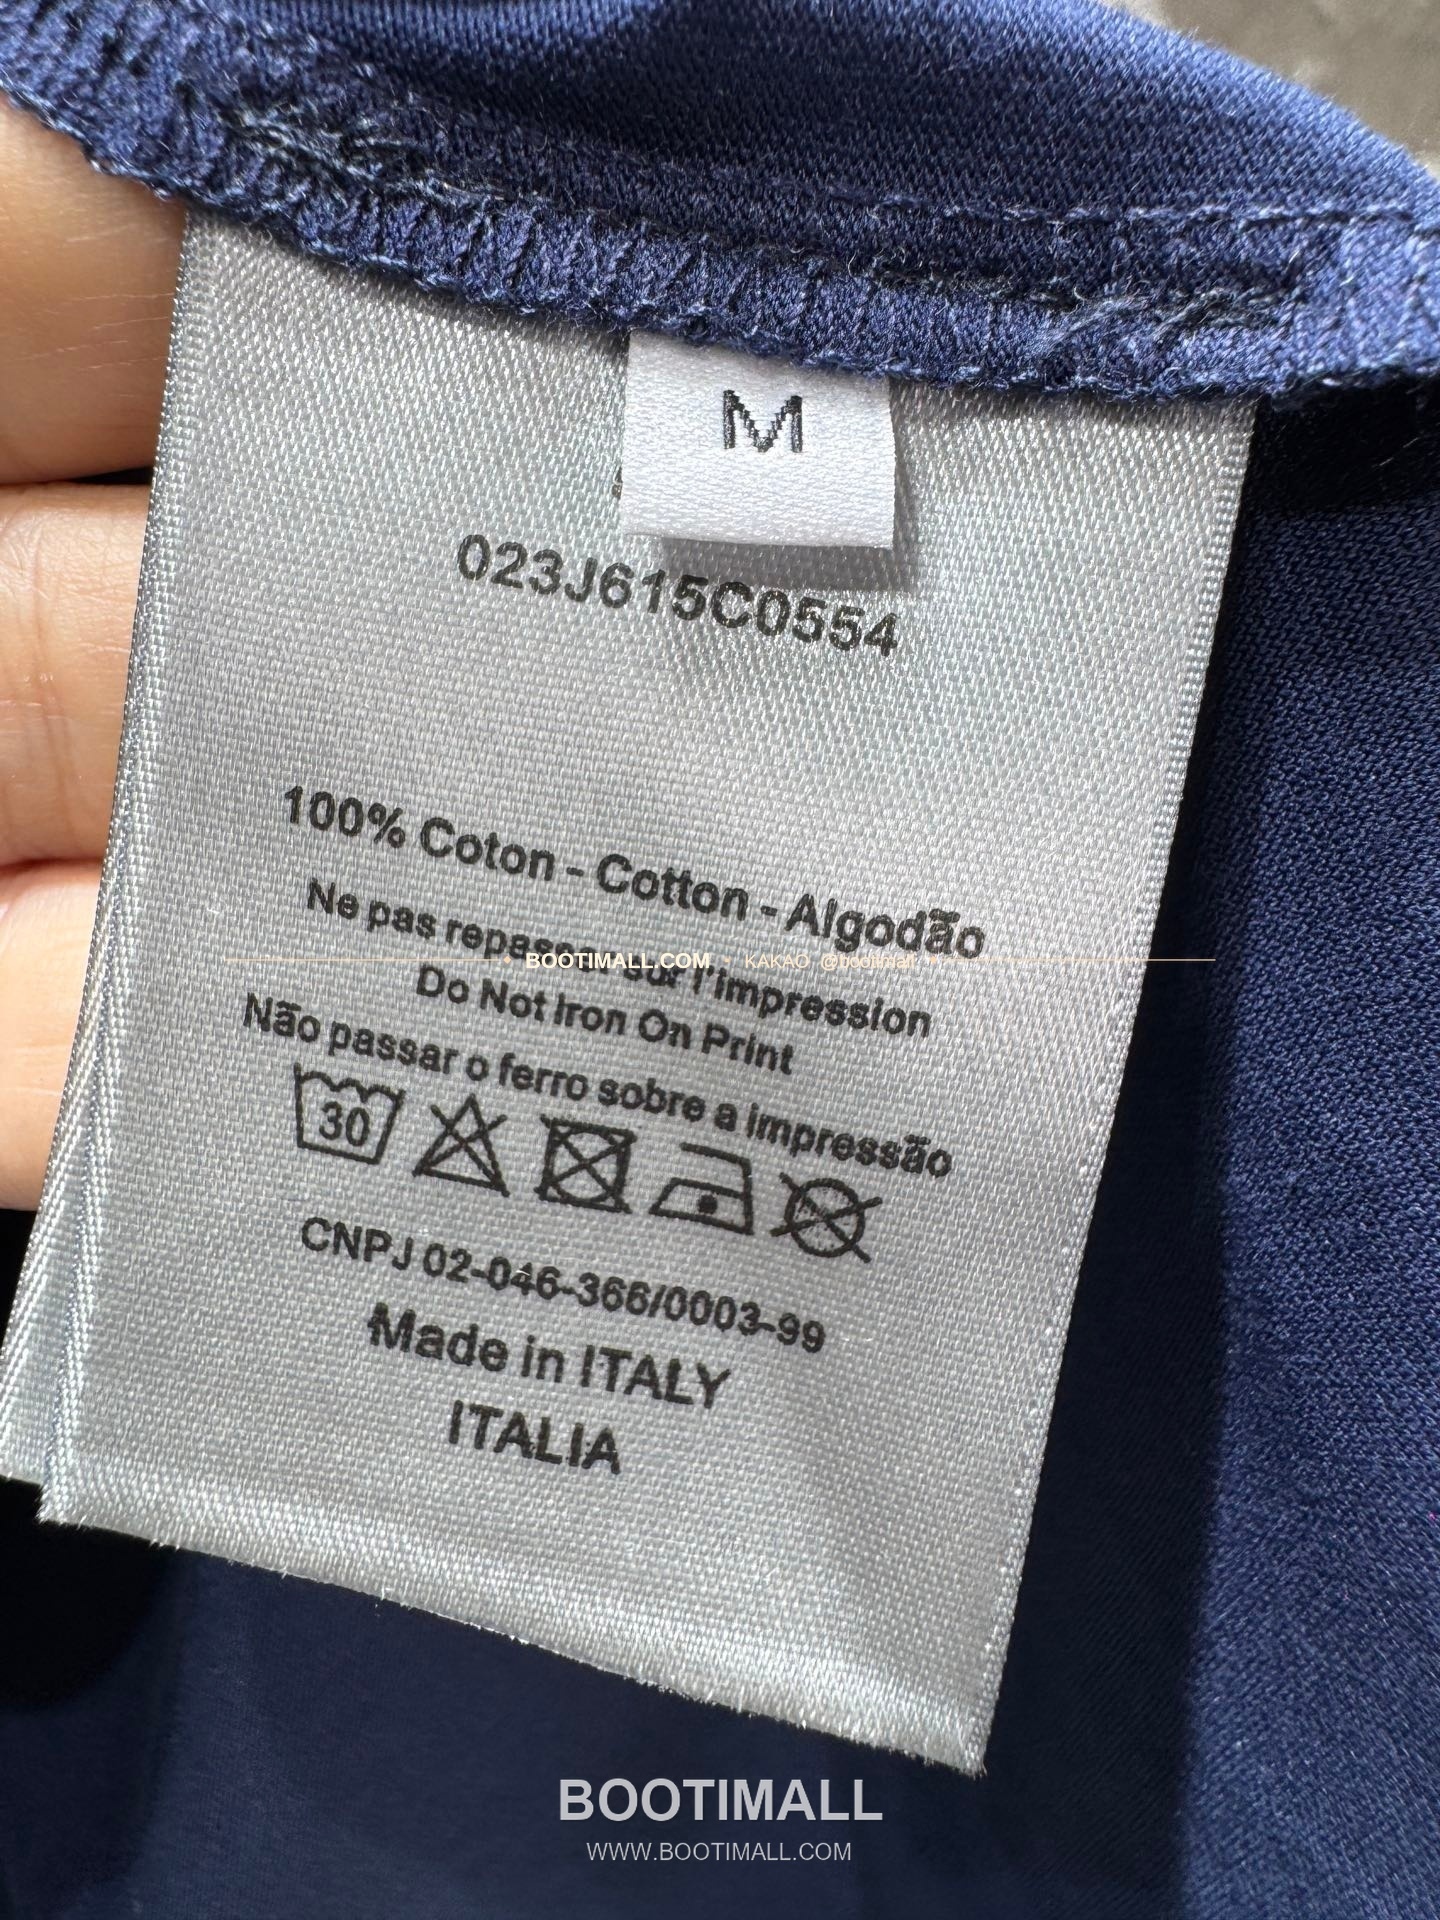 M
023J615C0554
100% Coton - Cotton - Algodão
Ne pas repasser sur l'impression
BOOTIMALL.COM • KAKAO @bootimall
Do Not Iron On Print
Não passar o ferro sobre a impressão
30
CNPJ 02-046-366/0003-99
Made in ITALY
ITALIA
BOOTIMALL
WWW.BOOTIMALL.COM